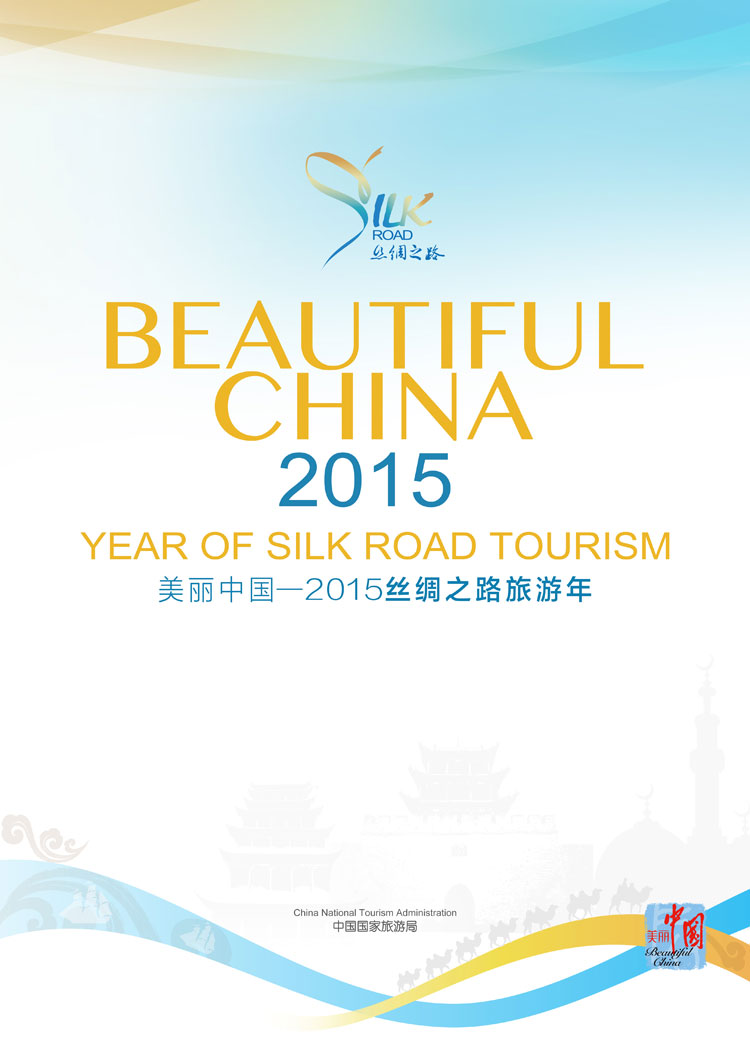 SILK
ROAD
丝绸之路
BEAUTIFUL
CHINA
2015
YEAR OF SILK ROAD TOURISM
美丽中国—2015丝绸之路旅游年
China National Tourism Administration
中国国家旅游局
美丽中国
Beautiful
China